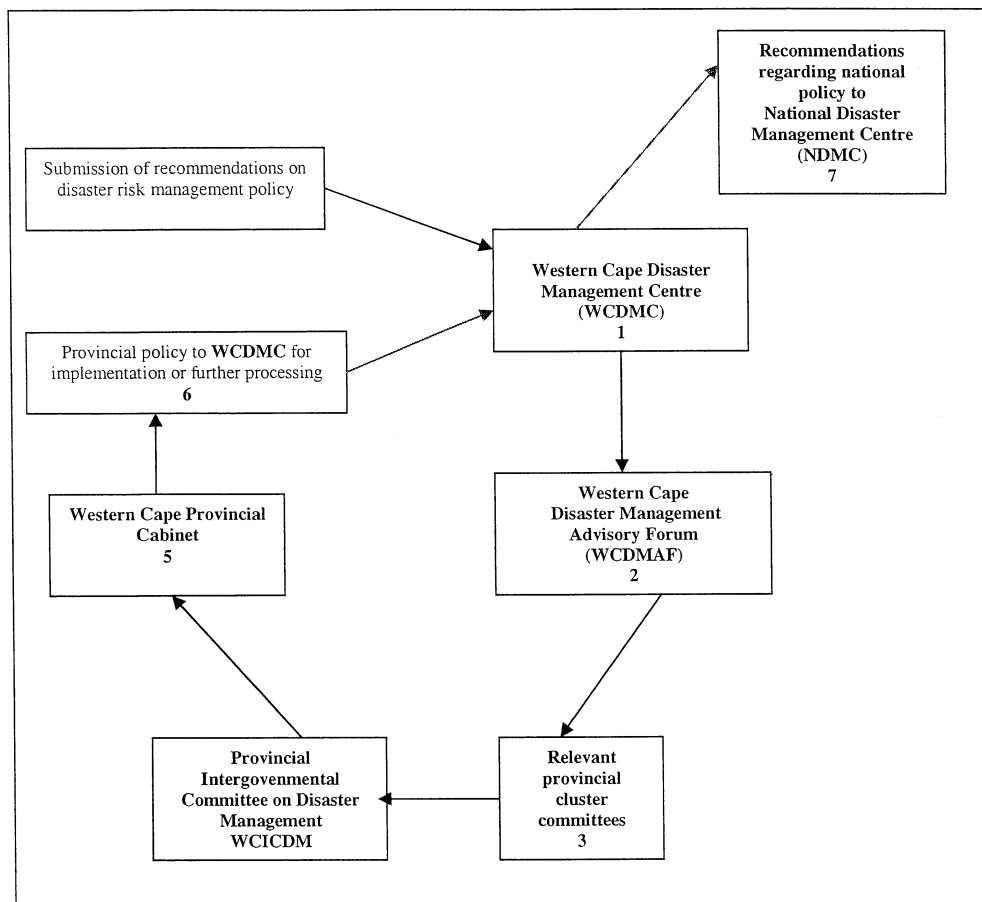 Recommendations
regarding national
policy to
National Disaster
Management Centre
(NDMC)
7
Submission of recommendations on
disaster risk management policy
Western Cape Disaster
Management Centre
(WCDMC)
1
Provincial policy to WCDMC for
implementation or further processing
6
Western Cape Provincial
Cabinet
5
Western Cape
Disaster Management
Advisory Forum
(WCDMAF)
2
Provincial
Intergovenmental
Committee on Disaster
Management
WCICDM
Relevant
provincial
cluster
committees
3